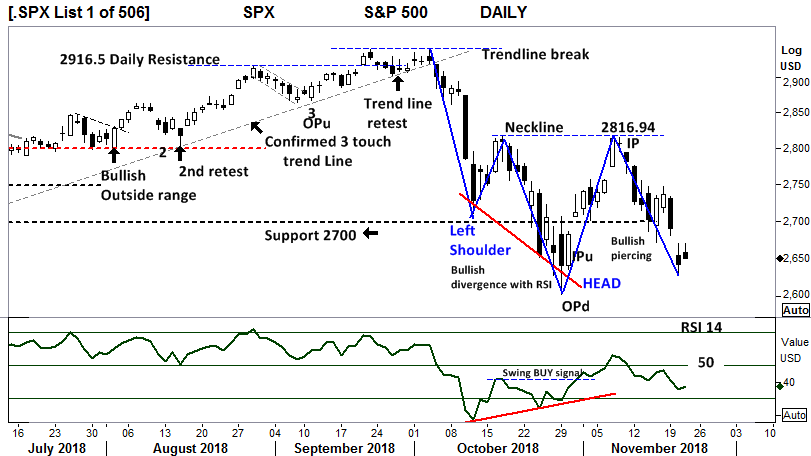 [.SPX List 1 of 506] SPX S&P 500 DAILY
Log
USD
2916.5 Daily Resistance
Trendline break
2,900
2,850
2,800
2,750
2,700
2,650
2,600
Auto
Trend line
retest
3
OPu
Confirmed 3 touch
trend Line
2
2nd retest
Bullish
Outside range
Neckline
2816.94
IP
Support 2700
Left
Shoulder
Bullish
divergence with RSI
IPu
HEAD
OPd
Bullish
piercing
RSI 14
Value
USD
50
40
Swing BUY signal
Auto
16 23 30 06 13 20 27 03 10 17 24 01 08 15 22 29 05 12 19 26 03 10
July 2018 August 2018 September 2018 October 2018 November 2018